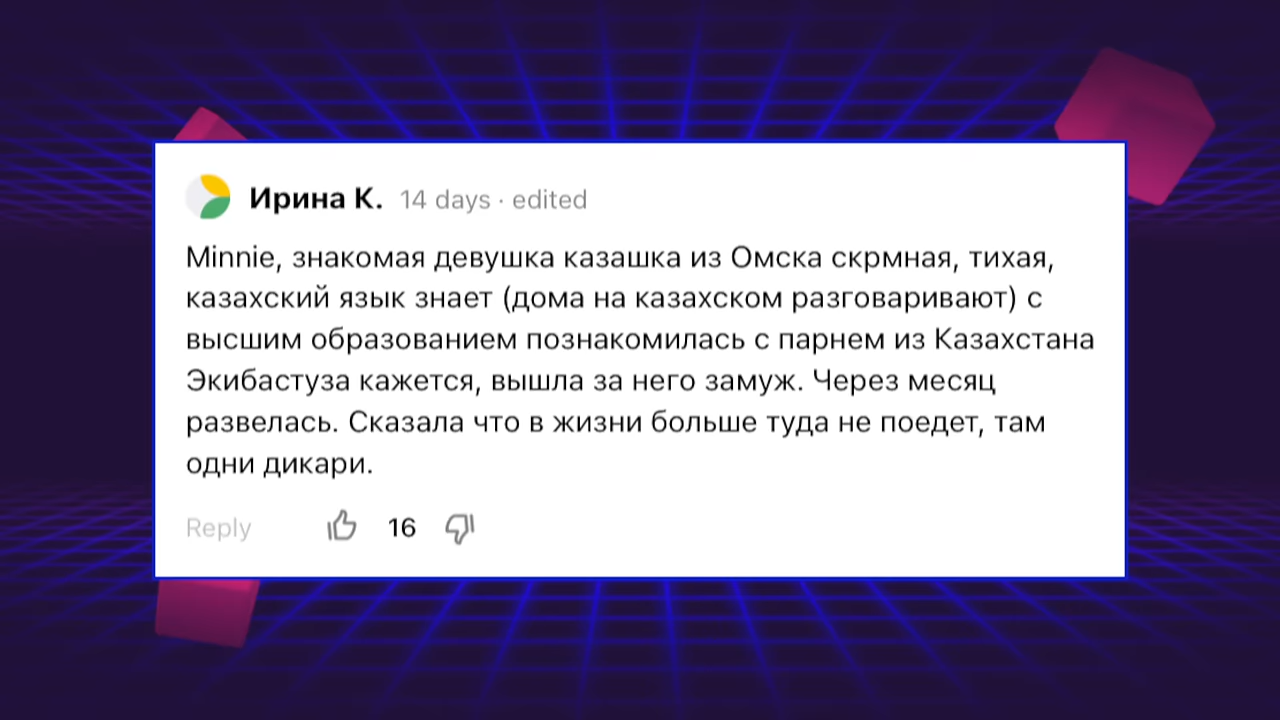 Ирина К. 14 days · edited
Minnie, знакомая девушка казашка из Омска скрмная, тихая,
казахский язык знает (дома на казахском разговаривают) с
высшим образованием познакомилась с парнем из Казахстана
Экибастуза кажется, вышла за него замуж. Через месяц
развелась. Сказала что в жизни больше туда не поедет, там
одни дикари.
Reply 16